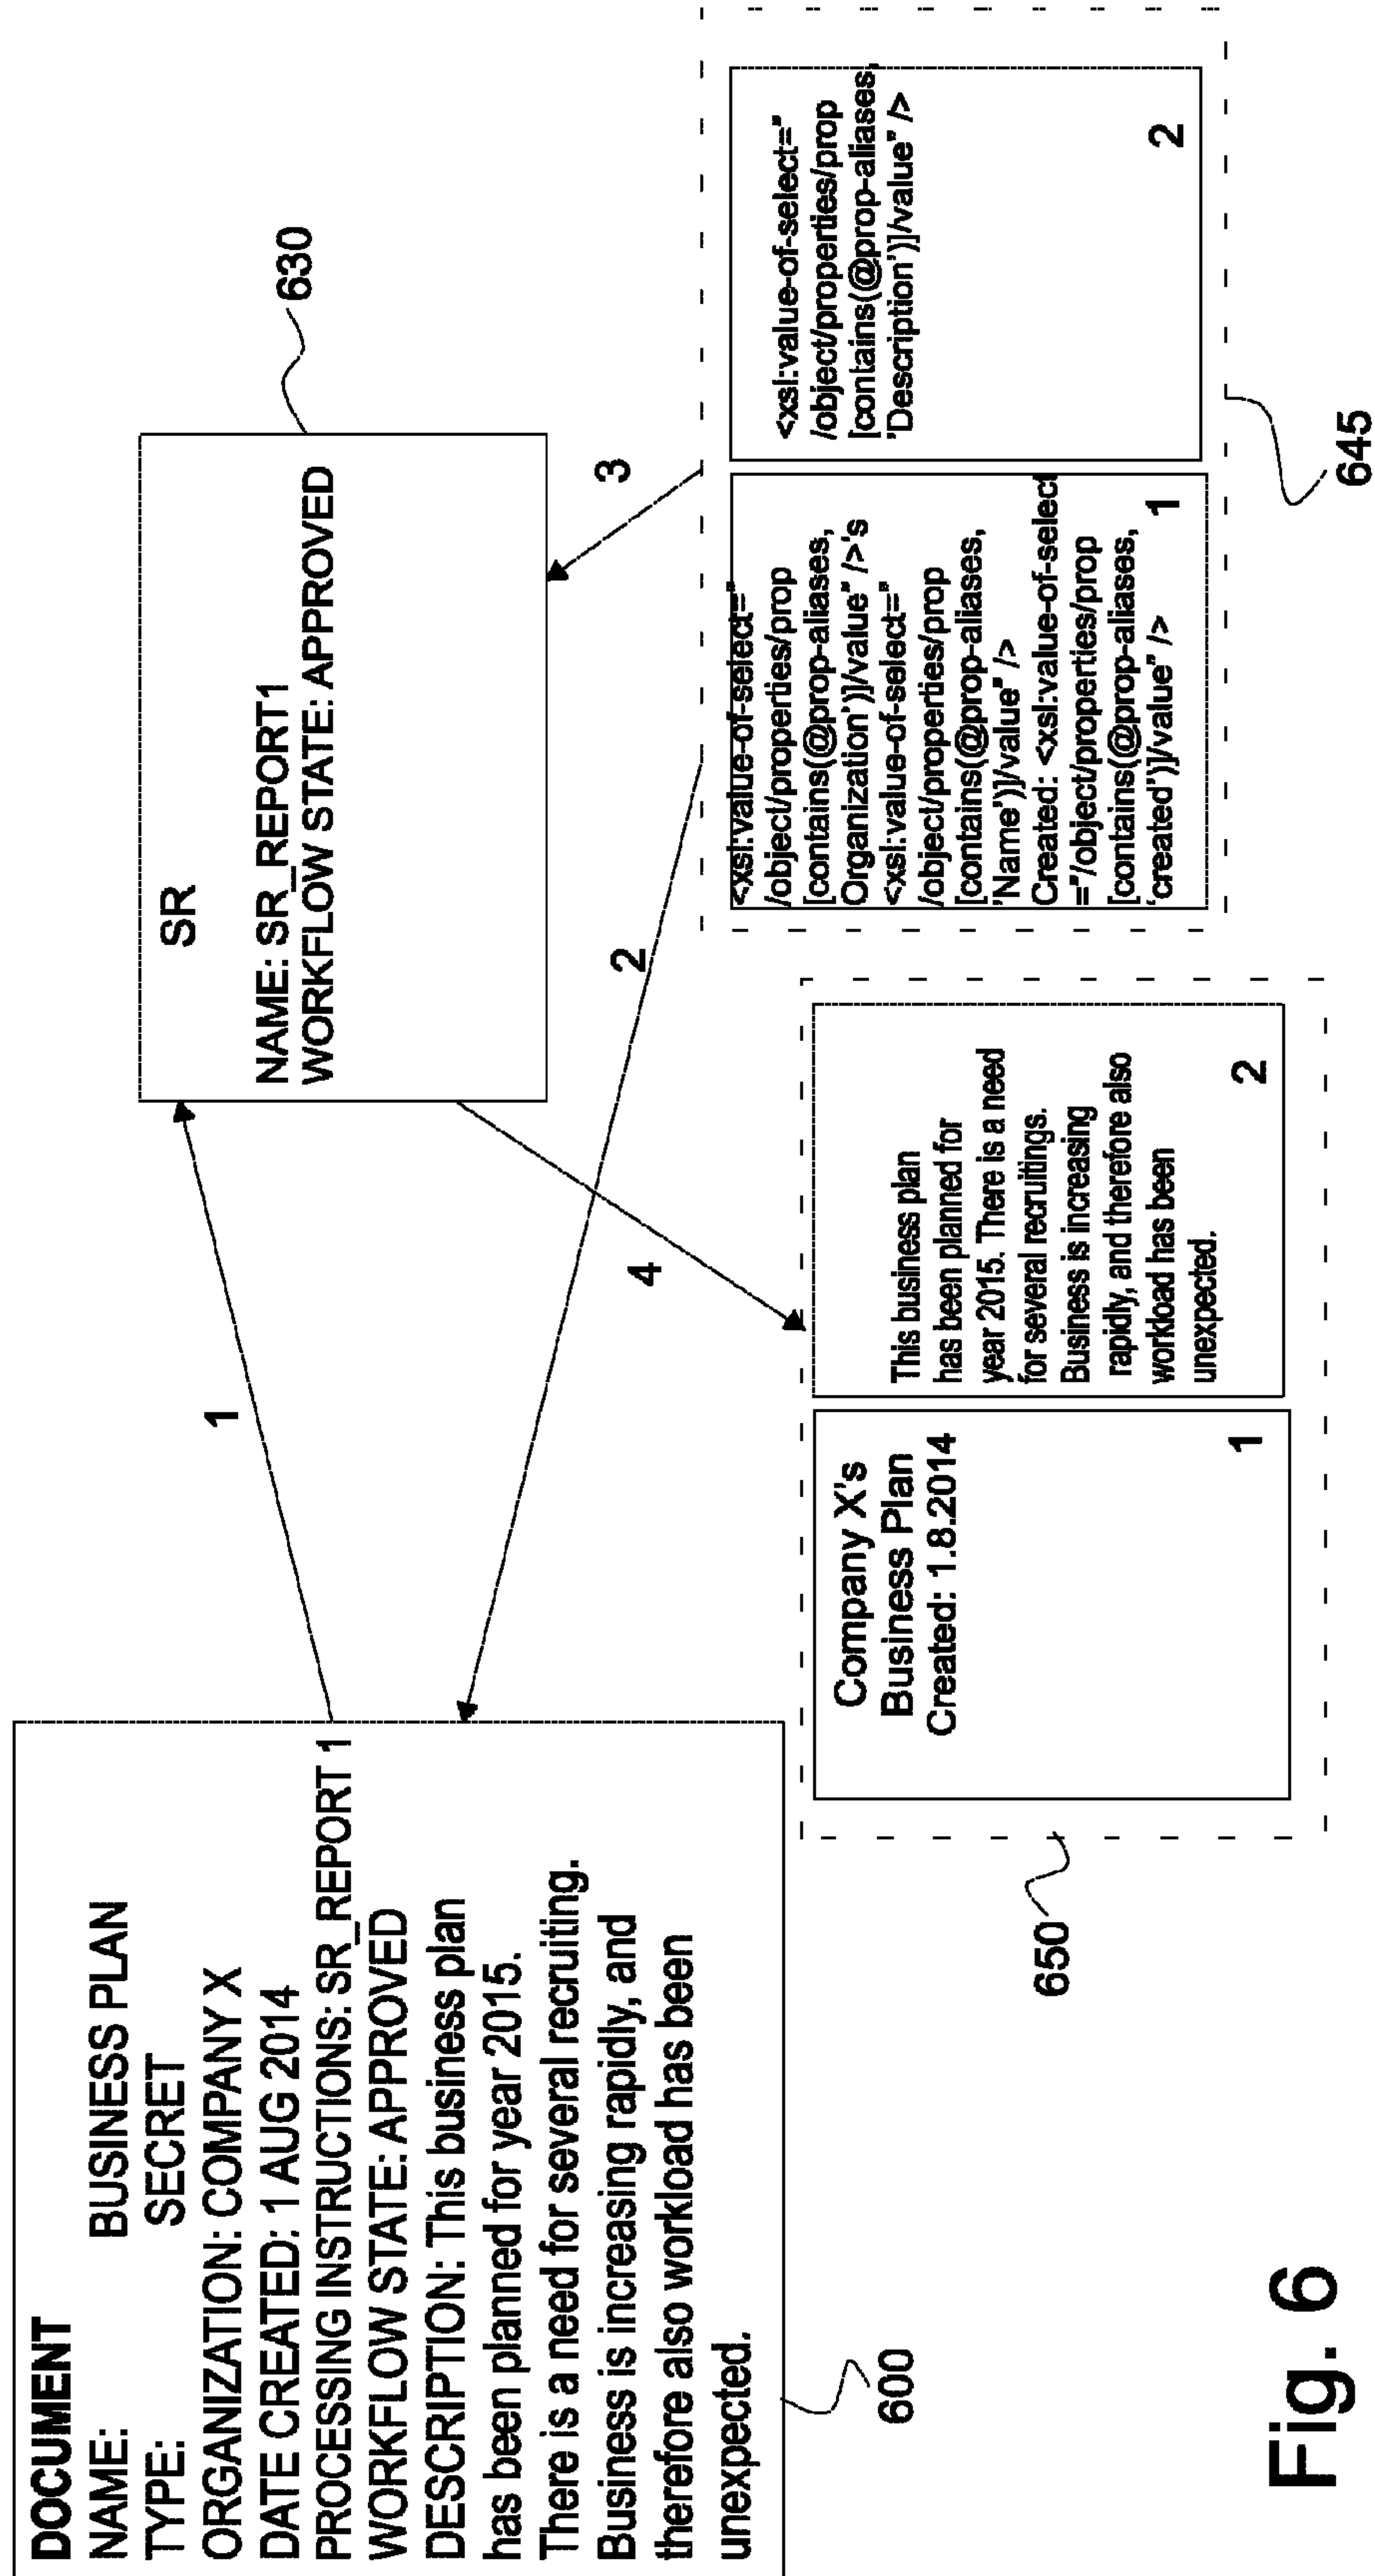 DOCUMENT
NAME: BUSINESS PLAN
TYPE: SECRET
ORGANIZATION: COMPANY X
DATE CREATED: 1 AUG 2014
PROCESSING INSTRUCTIONS: SR_REPORT 1
WORKFLOW STATE: APPROVED
DESCRIPTION: This business plan
has been planned for year 2015.
There is a need for several recruiting.
Business is increasing rapidly, and
therefore also workload has been
unexpected.
600
1
SR
NAME: SR_REPORT1
WORKFLOW STATE: APPROVED
630
2
3
4
Company X's
Business Plan
Created: 1.8.2014
1
This business plan
has been planned for
year 2015. There is a need
for several recruitings.
Business is increasing
rapidly, and therefore also
workload has been
unexpected.
2
650
<xsl:value-of-select="
/object/properties/prop
[contains(@prop-aliases,
Organization')]/value" />'s
<xsl:value-of-select="
/object/properties/prop
[contains(@prop-aliases,
'Name')]/value" />
Created: <xsl:value-of-select
="/object/properties/prop
[contains(@prop-aliases,
'created')]/value" />
1
<xsl:value-of-select="
/object/properties/prop
[contains(@prop-aliases,
'Description')]/value" />
2
645
Fig. 6